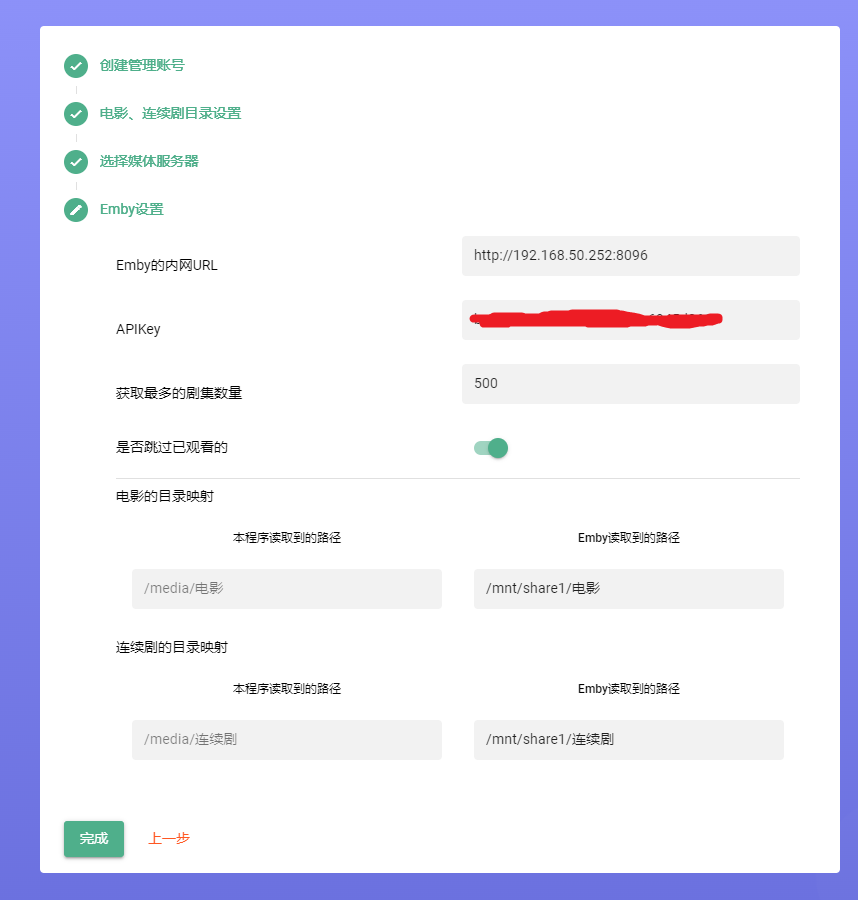 创建管理账号
电影、连续剧目录设置
选择媒体服务器
Emby设置
Emby的内网URL
http://192.168.50.252:8096
APIKey
获取最多的剧集数量
500
是否跳过已观看的
电影的目录映射
本程序读取到的路径 Emby读取到的路径
/media/电影 /mnt/share1/电影
连续剧的目录映射
本程序读取到的路径 Emby读取到的路径
/media/连续剧 /mnt/share1/连续剧
完成 上一步